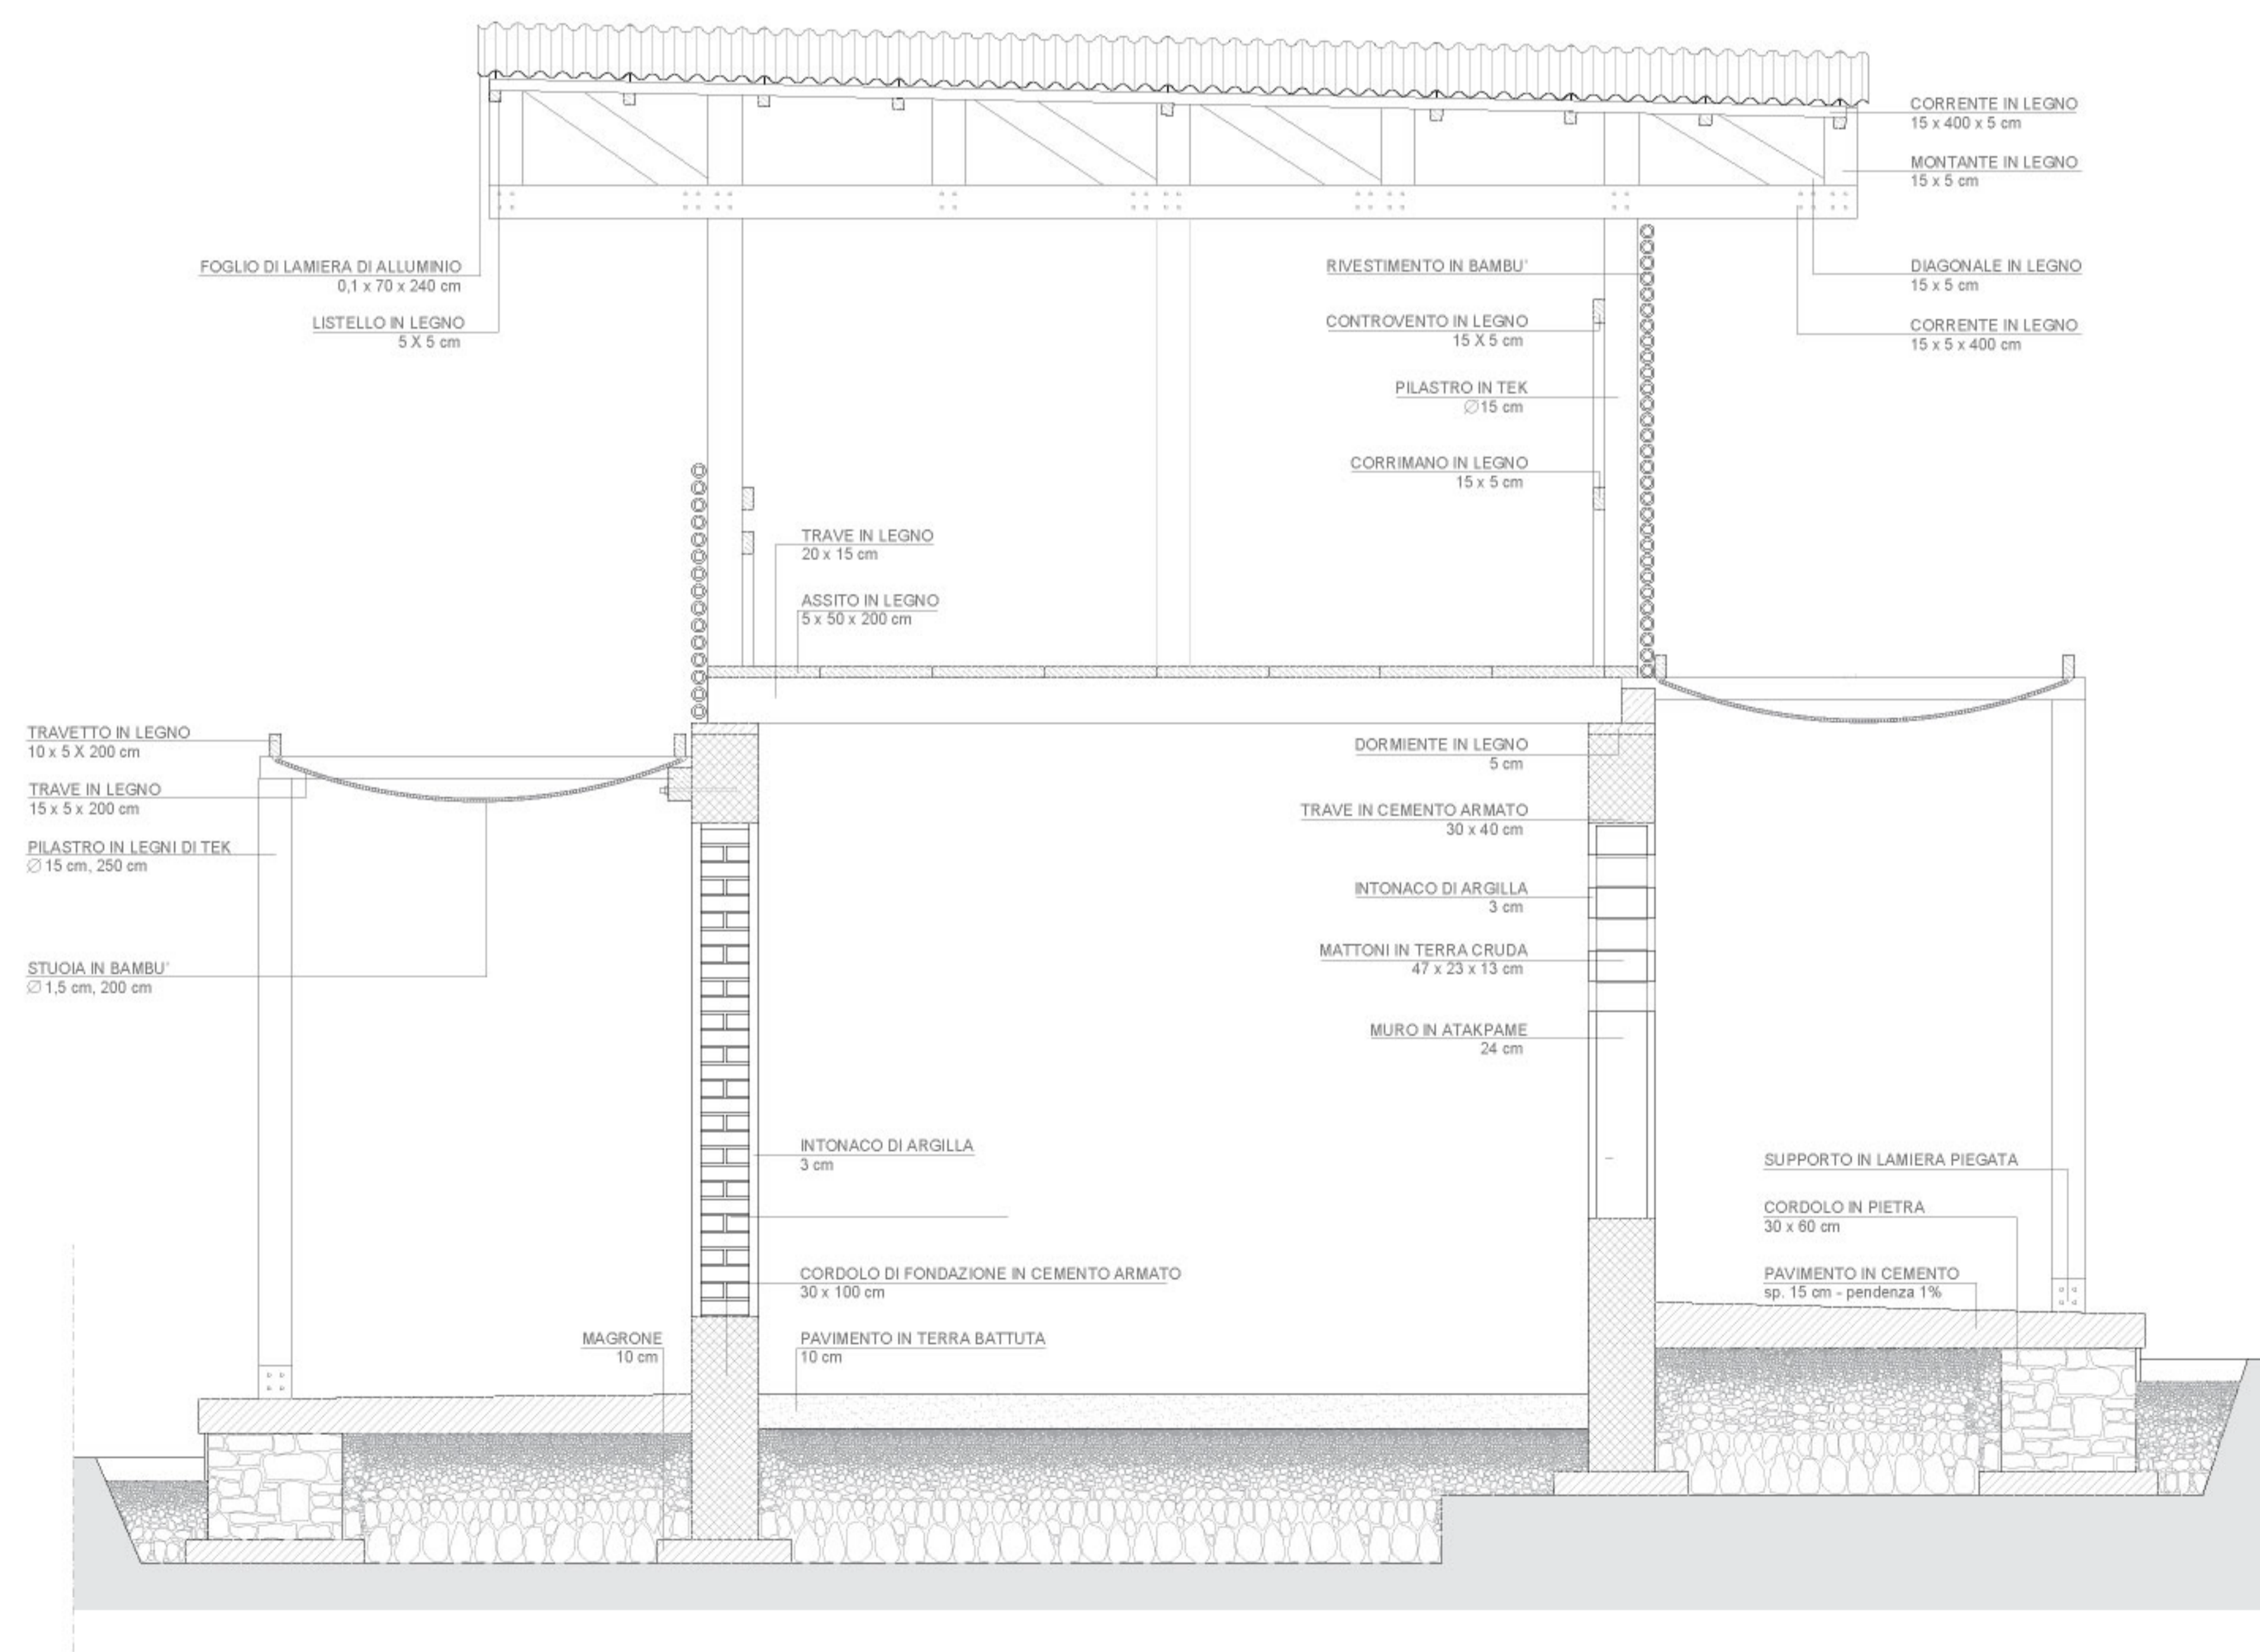 CORRENTE IN LEGNO
15 x 400 x 5 cm
MONTANTE IN LEGNO
15 x 5 cm
FOGLIO DI LAMIERA DI ALLUMINIO
0,1 x 70 x 240 cm
LISTELLO IN LEGNO
5 X 5 cm
RIVESTIMENTO IN BAMBU'
CONTROVENTO IN LEGNO
15 X 5 cm
PILASTRO IN TEK
∅15 cm
CORRIMANO IN LEGNO
15 x 5 cm
DIAGONALE IN LEGNO
15 x 5 cm
CORRENTE IN LEGNO
15 x 5 x 400 cm
TRAVE IN LEGNO
20 x 15 cm
ASSITO IN LEGNO
5 x 50 x 200 cm
TRAVETTO IN LEGNO
10 x 5 X 200 cm
TRAVE IN LEGNO
15 x 5 x 200 cm
PILASTRO IN LEGNI DI TEK
∅ 15 cm, 250 cm
STUOIA IN BAMBU'
∅ 1,5 cm, 200 cm
DORMIENTE IN LEGNO
5 cm
TRAVE IN CEMENTO ARMATO
30 x 40 cm
INTONACO DI ARGILLA
3 cm
MATTONI IN TERRA CRUDA
47 x 23 x 13 cm
MURO IN ATAKPAME
24 cm
INTONACO DI ARGILLA
3 cm
CORDOLO DI FONDAZIONE IN CEMENTO ARMATO
30 x 100 cm
MAGRONE
10 cm
PAVIMENTO IN TERRA BATTUTA
10 cm
SUPPORTO IN LAMIERA PIEGATA
CORDOLO IN PIETRA
30 x 60 cm
PAVIMENTO IN CEMENTO
sp. 15 cm - pendenza 1%